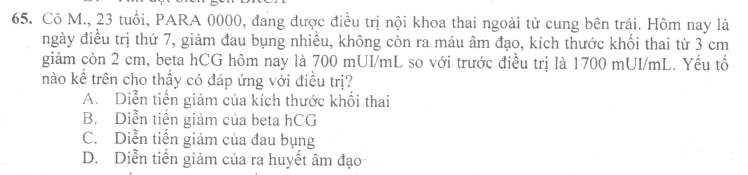 65. Cô M., 23 tuổi, PARA 0000, đang được điều trị nội khoa thai ngoài tử cung bên trái. Hôm nay là
ngày điều trị thứ 7, giảm đau bụng nhiều, không còn ra máu âm đạo, kích thước khối thai từ 3 cm
giảm còn 2 cm, beta hCG hôm nay là 700 mUI/mL so với trước điều trị là 1700 mUI/mL. Yếu tố
nào kể trên cho thấy có đáp ứng với điều trị?
A. Diễn tiến giảm của kích thước khối thai
B. Diễn tiến giảm của beta hCG
C. Diễn tiến giảm của đau bụng
D. Diễn tiến giảm của ra huyết âm đạo